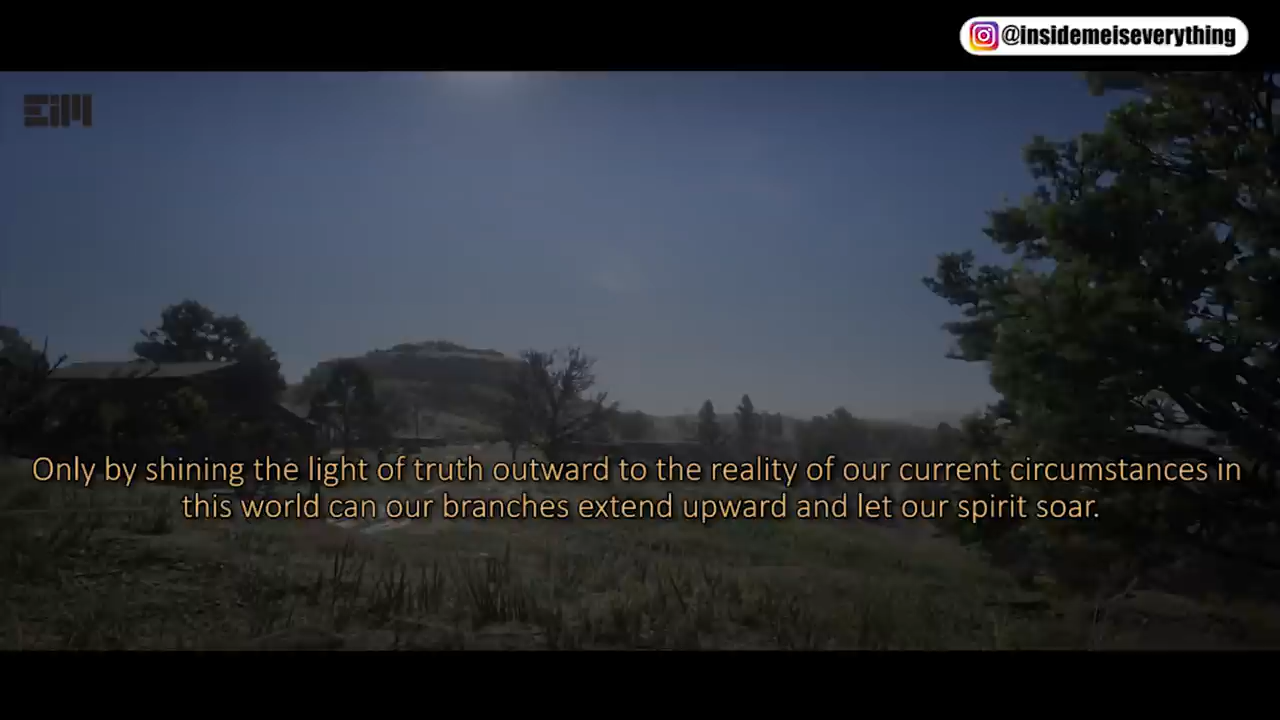 @insidemeiseverything
EiM
Only by shining the light of truth outward to the reality of our current circumstances in
this world can our branches extend upward and let our spirit soar.